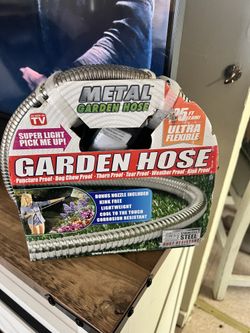 AS SEEN ON
TV
METAL
GARDEN HOSE
25 FT
SUPER LIGHT
PICK ME UP!
ULTRA
FLEXIBLE
GARDEN HOSE
Puncture Proof · Dog Chew Proof · Thorn Proof · Tear Proof · Weather Proof · Kink Proof
BONUS NOZZLE INCLUDED
KINK FREE
LIGHTWEIGHT
COOL TO THE TOUCH
CORROSION RESISTANT
STEEL